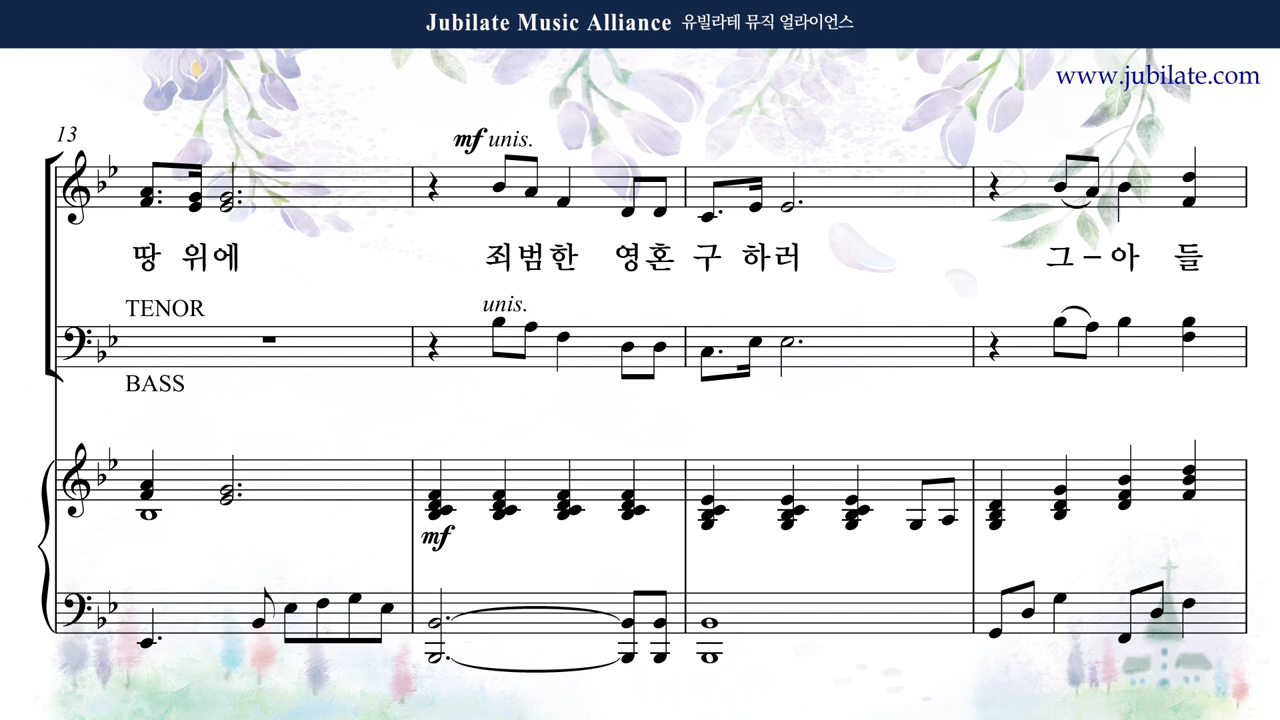 Jubilate Music Alliance 유빌라테 뮤직 얼라이언스
www.jubilate.com
13
mf unis.
땅 위에 죄범한 영혼 구 하러 그-아 들
TENOR
unis.
BASS
mf